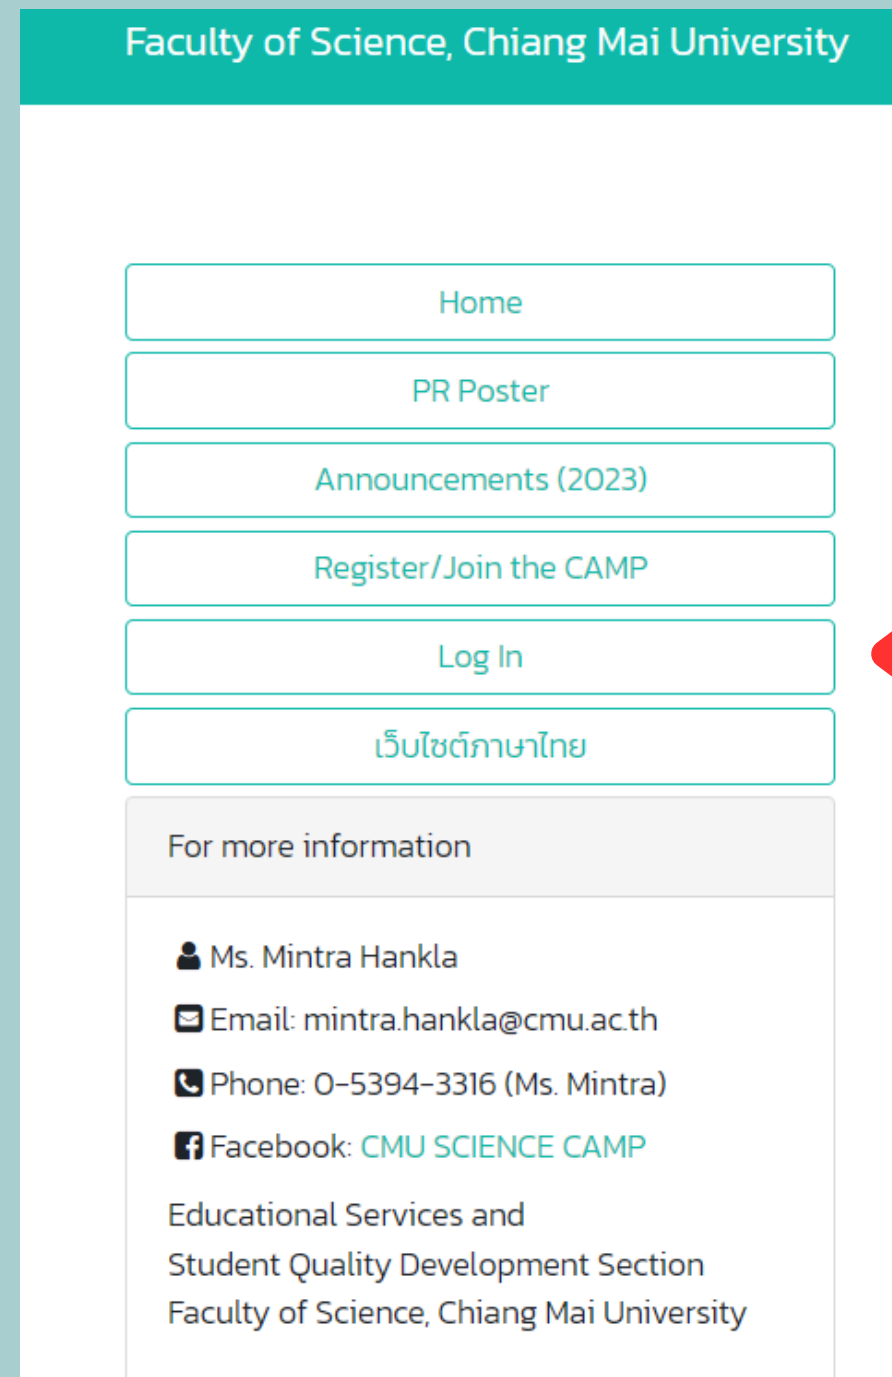 Faculty of Science, Chiang Mai University
Home
PR Poster
Announcements (2023)
Register/Join the CAMP
Log In
เว็บไซต์ภาษาไทย
For more information
Ms. Mintra Hankla
Email: mintra.hankla@cmu.ac.th
Phone: 0-5394-3316 (Ms. Mintra)
Facebook: CMU SCIENCE CAMP
Educational Services and
Student Quality Development Section
Faculty of Science, Chiang Mai University